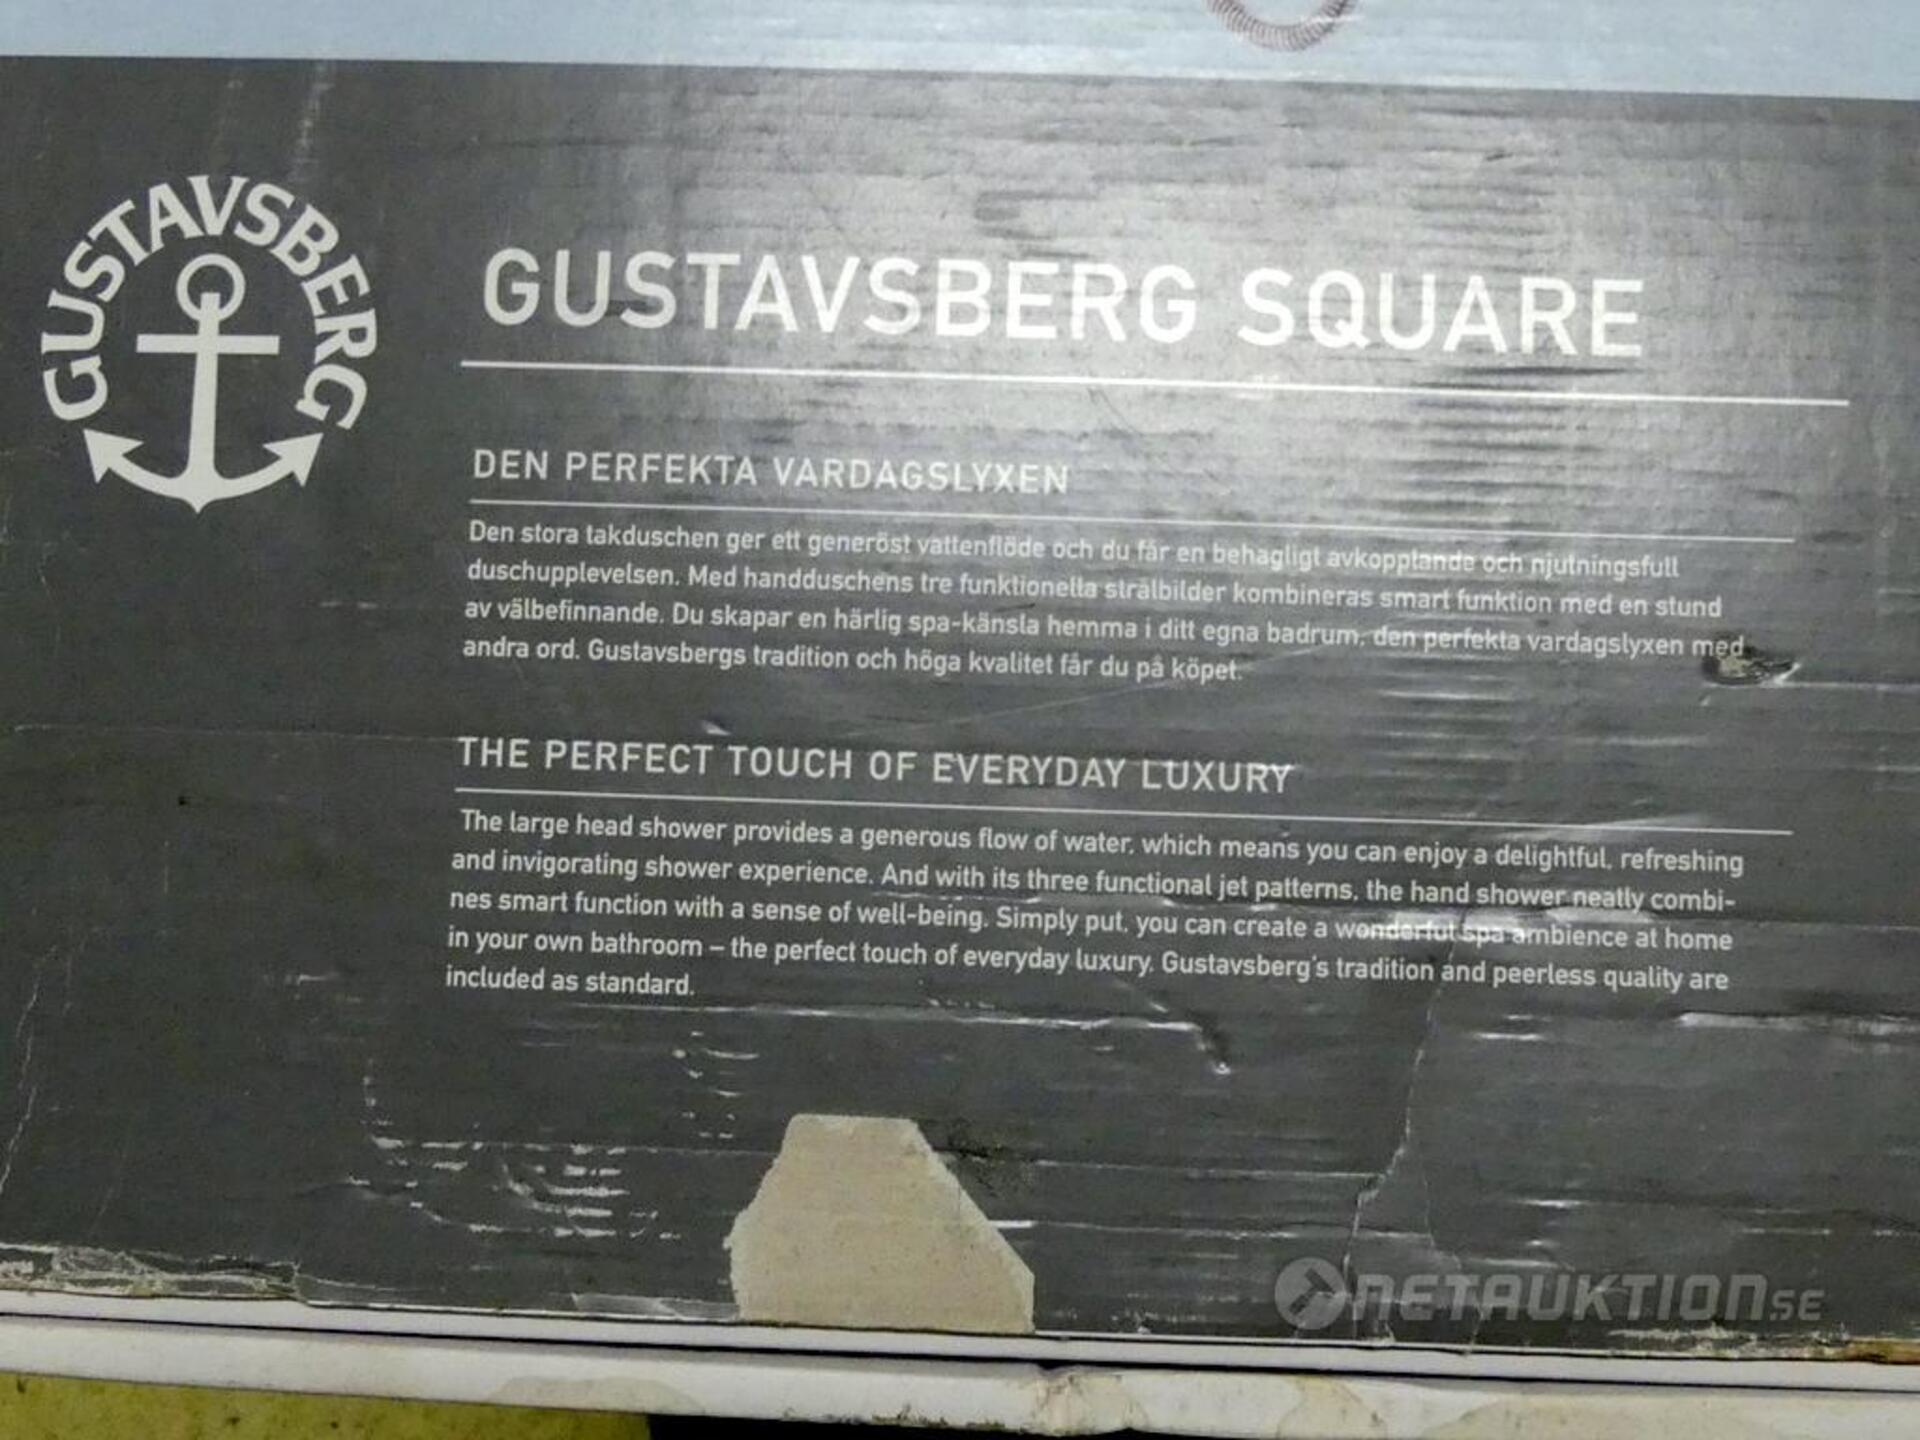 GUSTAVSBERG
GUSTAVSBERG SQUARE
DEN PERFEKTA VARDAGSLYXEN
Den stora takduschen ger ett generöst vattenflöde och du får en behagligt avkopplande och njutningsfull
duschupplevelsen. Med handduschens tre funktionella strålbilder kombineras smart funktion med en stund
av välbefinnande. Du skapar en härlig spa-känsla hemma i ditt egna badrum, den perfekta vardagslyxen med
andra ord. Gustavsbergs tradition och höga kvalitet får du på köpet.
THE PERFECT TOUCH OF EVERYDAY LUXURY
The large head shower provides a generous flow of water, which means you can enjoy a delightful, refreshing
and invigorating shower experience. And with its three functional jet patterns, the hand shower neatly combi-
nes smart function with a sense of well-being. Simply put, you can create a wonderful spa ambience at home
in your own bathroom – the perfect touch of everyday luxury. Gustavsberg's tradition and peerless quality are
included as standard.
NETAUKTION.SE